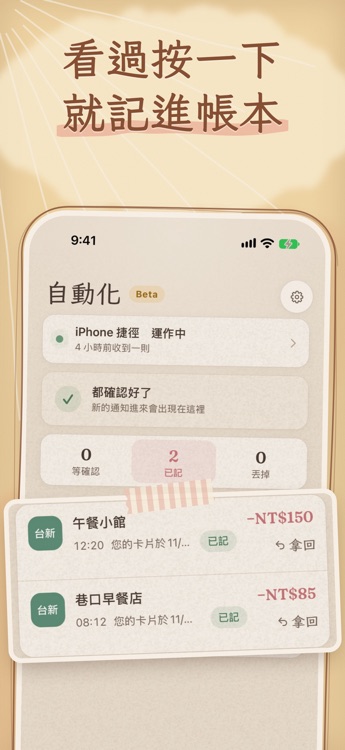 看過按一下
就記進帳本
9:41
自動化 Beta
iPhone 捷徑 運作中
4 小時前收到一則
都確認好了
新的通知進來會出現在這裡
0 2 0
等確認 已記 丟掉
台新 午餐小館 −NT$150
12:20 您的卡片於11/... 已記 拿回
台新 巷口早餐店 −NT$85
08:12 您的卡片於11/... 已記 拿回